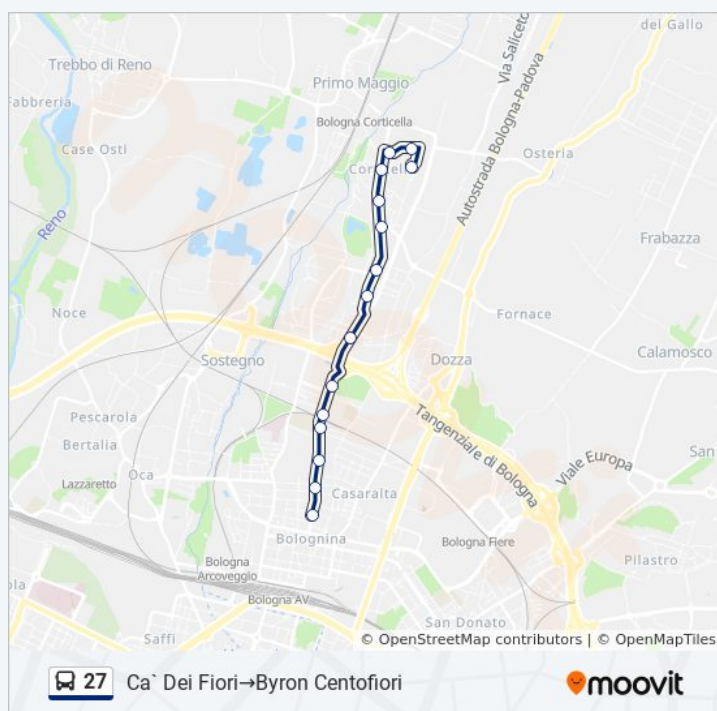 del Gallo
Trebbo di Reno
Via Saliceto
Primo Maggio
Fabbreria
Bologna Corticella
Case Osti
Osteria
Autostrada Bologna-Padova
Reno
Frabazza
Noce
Fornace
Sostegno
Dozza
Calamosco
Pescarola
Tangenziale di Bologna
Bertalia
Viale Europa
San
Oca
Lazzaretto
Casaralta
Bolognina
Bologna Fiere
Bologna
Arcoveggio
Pilastro
Bologna AV
San Donato
Saffi
© OpenStreetMap contributors | © OpenMapTiles
27 Ca` Dei Fiori→Byron Centofiori
moovit